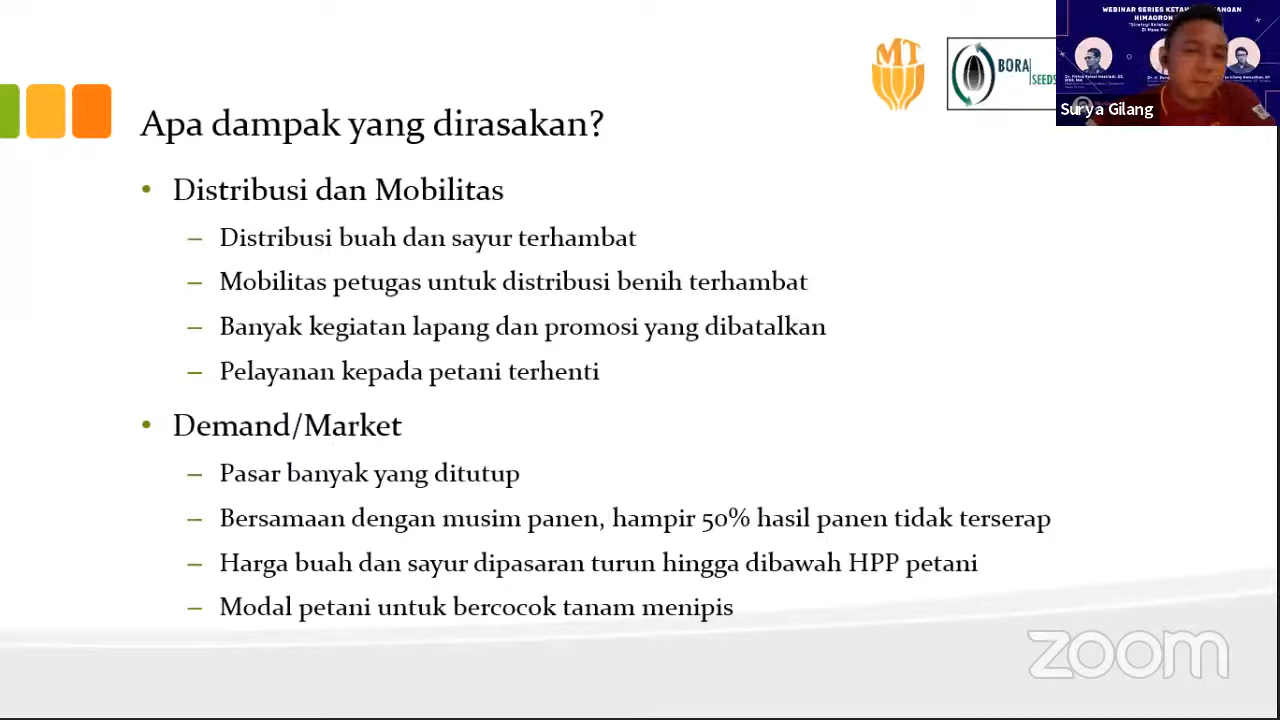 MT
BORA
SEEDS
WEBINAR SERIES
HIMAGRON
Surya Gilang
Apa dampak yang dirasakan?
• Distribusi dan Mobilitas
– Distribusi buah dan sayur terhambat
– Mobilitas petugas untuk distribusi benih terhambat
– Banyak kegiatan lapang dan promosi yang dibatalkan
– Pelayanan kepada petani terhenti
• Demand/Market
– Pasar banyak yang ditutup
– Bersamaan dengan musim panen, hampir 50% hasil panen tidak terserap
– Harga buah dan sayur dipasaran turun hingga dibawah HPP petani
– Modal petani untuk bercocok tanam menipis
zoom